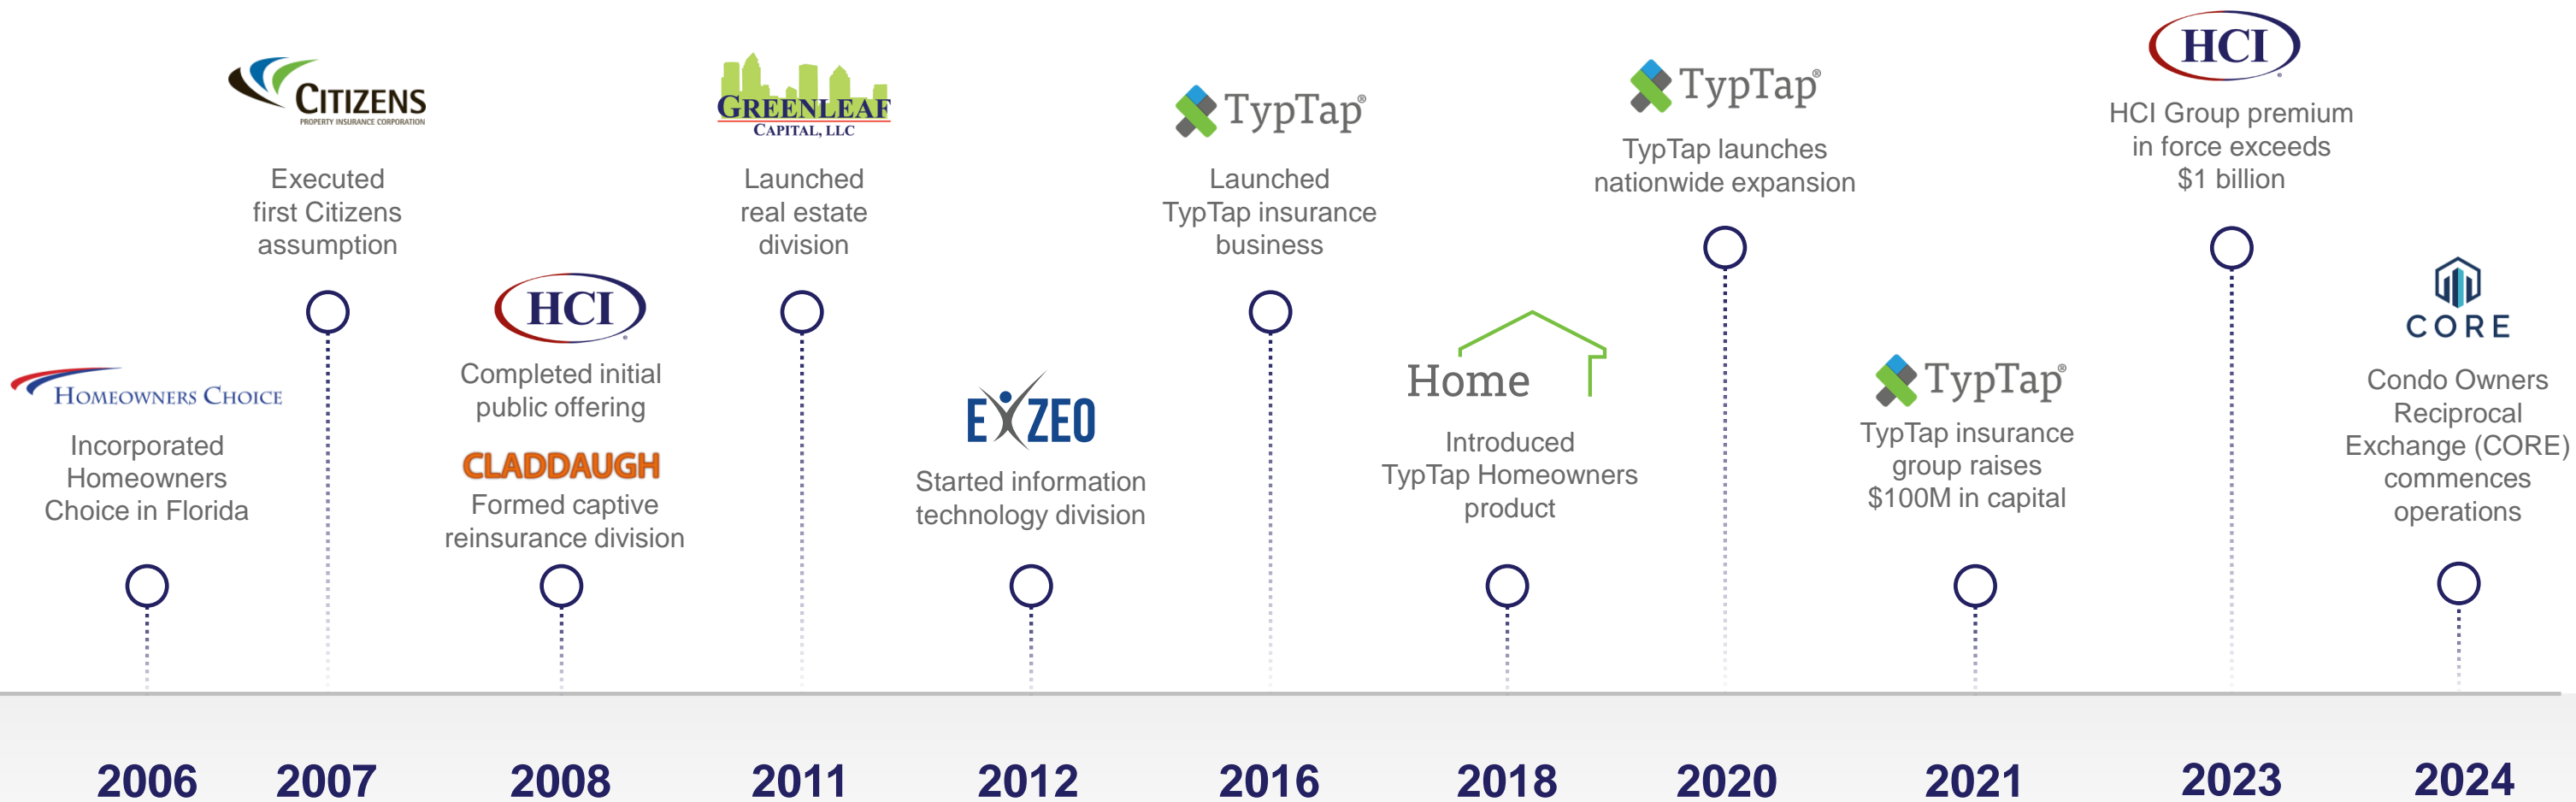 HOMEOWNERS CHOICE
Incorporated
Homeowners
Choice in Florida
CITIZENS
PROPERTY INSURANCE CORPORATION
Executed
first Citizens
assumption
HCI
Completed initial
public offering
CLADDAUGH
Formed captive
reinsurance division
GREENLEAF
CAPITAL, LLC
Launched
real estate
division
EXZEO
Started information
technology division
TypTap®
Launched
TypTap insurance
business
Home
Introduced
TypTap Homeowners
product
TypTap®
TypTap launches
nationwide expansion
TypTap®
TypTap insurance
group raises
$100M in capital
HCI
HCI Group premium
in force exceeds
$1 billion
CORE
Condo Owners
Reciprocal
Exchange (CORE)
commences
operations
2006 2007 2008 2011 2012 2016 2018 2020 2021 2023 2024